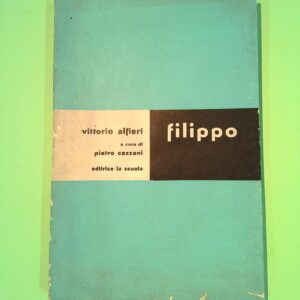 vittorio alfieri
a cura di
pietro cazzani
editrice la scuola
filippo